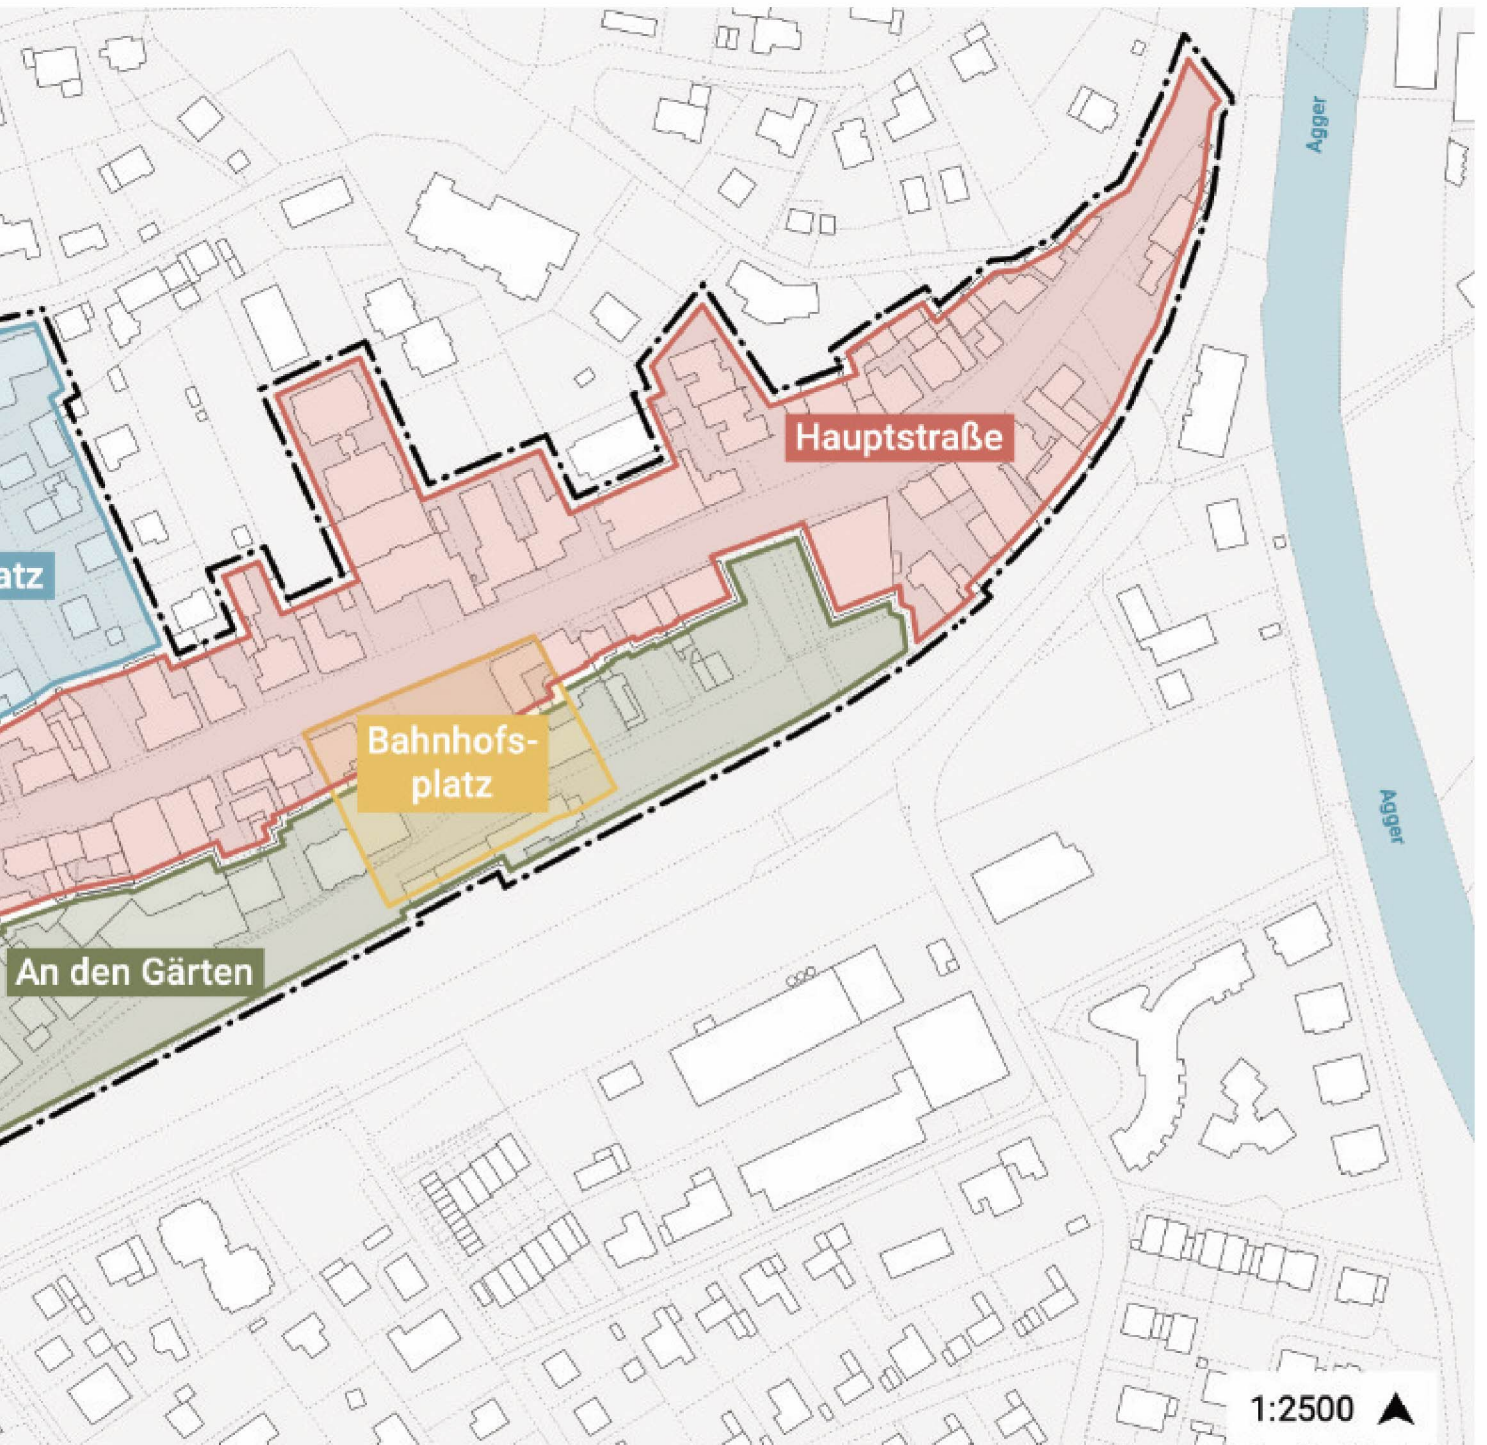 Agger
Hauptstraße
atz
Bahnhofs-
platz
Agger
An den Gärten
1:2500